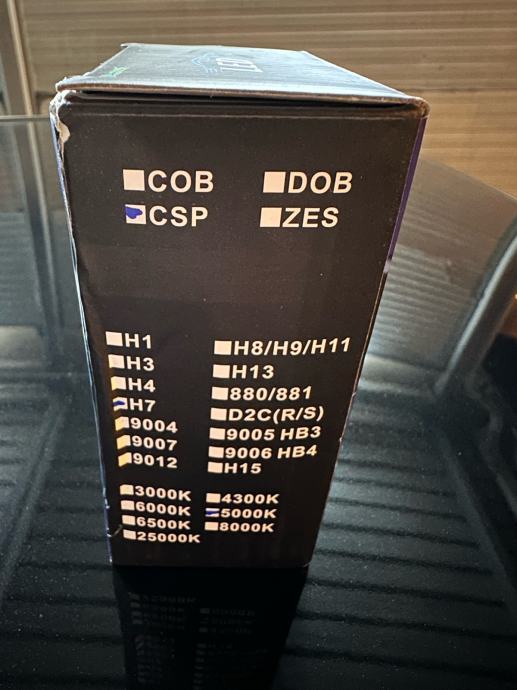 LED
COB DOB
CSP ZES
H1 H8/H9/H11
H3 H13
H4 880/881
H7 D2C(R/S)
9004 9005 HB3
9007 9006 HB4
9012 H15
3000K 4300K
6000K 5000K
6500K 8000K
25000K